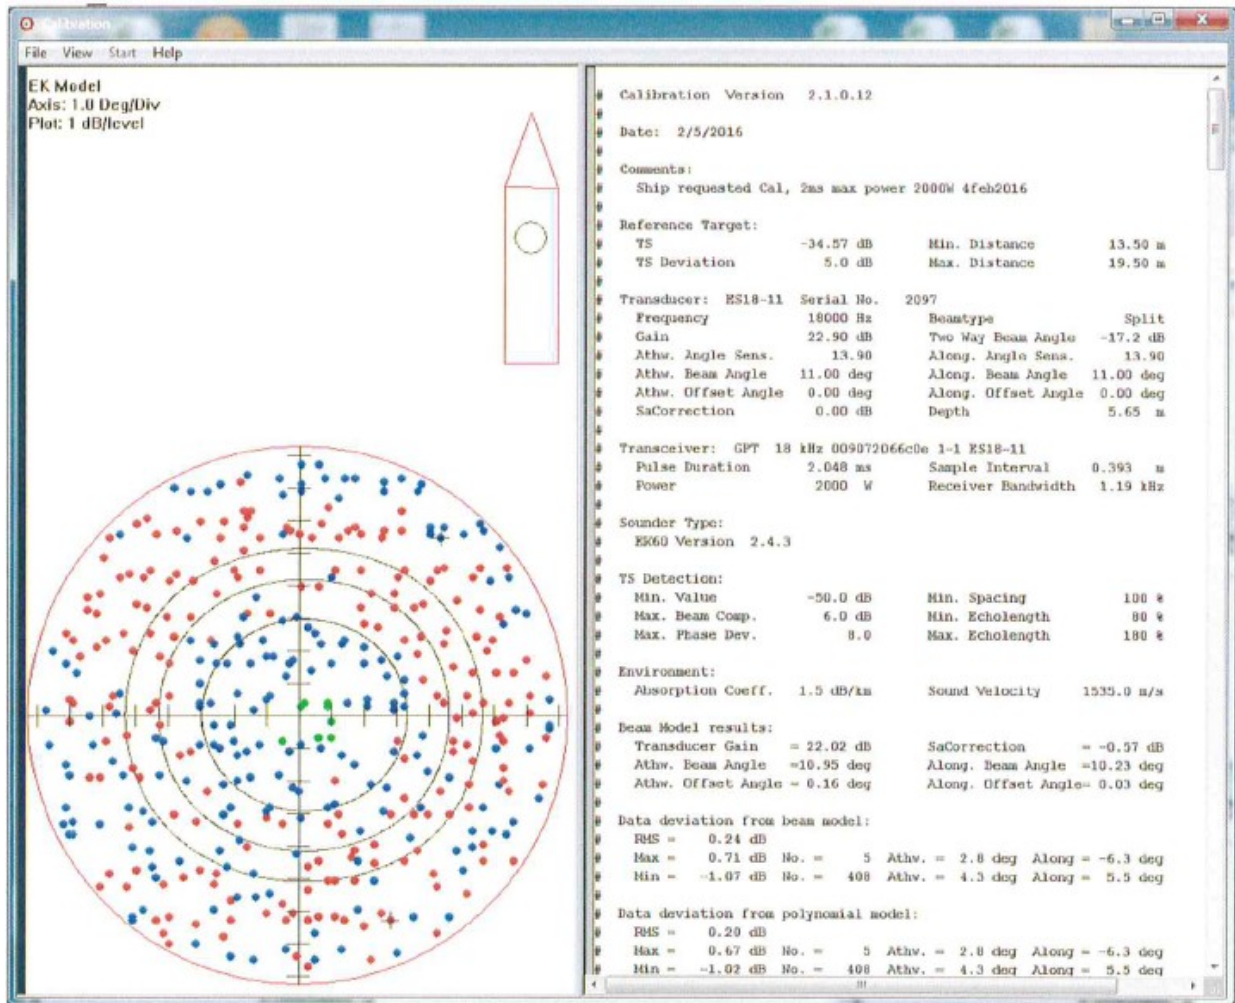 Calibration
File View Start Help
EK Model
Axis: 1.0 Deg/Div
Plot: 1 dB/level
# Calibration Version 2.1.0.12
#
# Date: 2/5/2016
#
# Comments:
# Ship requested Cal, 2ms max power 2000W 4feb2016
#
# Reference Target:
# TS -34.57 dB Min. Distance 13.50 m
# TS Deviation 5.0 dB Max. Distance 19.50 m
#
# Transducer: ES18-11 Serial No. 2097
# Frequency 18000 Hz Beamtype Split
# Gain 22.90 dB Two Way Beam Angle -17.2 dB
# Athw. Angle Sens. 13.90 Along. Angle Sens. 13.90
# Athw. Beam Angle 11.00 deg Along. Beam Angle 11.00 deg
# Athw. Offset Angle 0.00 deg Along. Offset Angle 0.00 deg
# SaCorrection 0.00 dB Depth 5.65 m
#
# Transceiver: GPT 18 kHz 009072066c0e 1-1 ES18-11
# Pulse Duration 2.048 ms Sample Interval 0.393 m
# Power 2000 W Receiver Bandwidth 1.19 kHz
#
# Sounder Type:
# EK60 Version 2.4.3
#
# TS Detection:
# Min. Value -50.0 dB Min. Spacing 100 %
# Max. Beam Comp. 6.0 dB Min. Echolength 80 %
# Max. Phase Dev. 8.0 Max. Echolength 180 %
#
# Environment:
# Absorption Coeff. 1.5 dB/km Sound Velocity 1535.0 m/s
#
# Beam Model results:
# Transducer Gain = 22.02 dB SaCorrection = -0.57 dB
# Athw. Beam Angle =10.95 deg Along. Beam Angle =10.23 deg
# Athw. Offset Angle = 0.16 deg Along. Offset Angle= 0.03 deg
#
# Data deviation from beam model:
# RMS = 0.24 dB
# Max = 0.71 dB No. = 5 Athw. = 2.8 deg Along = -6.3 deg
# Min = -1.07 dB No. = 408 Athw. = 4.3 deg Along = 5.5 deg
#
# Data deviation from polynomial model:
# RMS = 0.20 dB
# Max = 0.67 dB No. = 5 Athw. = 2.8 deg Along = -6.3 deg
# Min = -1.02 dB No. = 408 Athw. = 4.3 deg Along = 5.5 deg